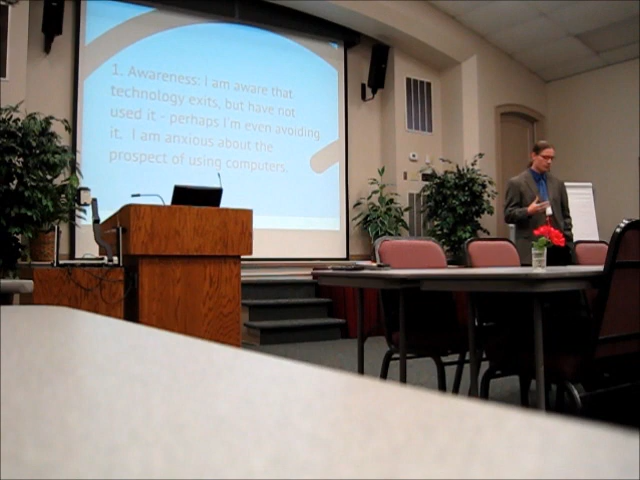 1. Awareness: I am aware that
technology exits, but have not
used it - perhaps I'm even avoiding
it. I am anxious about the
prospect of using computers.